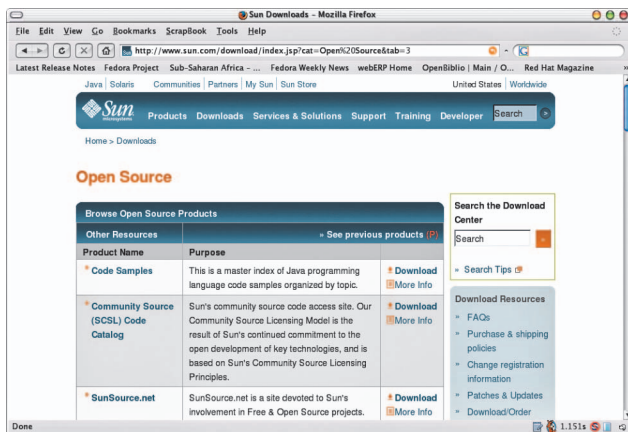 Sun Downloads - Mozilla Firefox
File Edit View Go Bookmarks ScrapBook Tools Help
http://www.sun.com/download/index.jsp?cat=Open%20Source&tab=3
Latest Release Notes Fedora Project Sub-Saharan Africa - ... Fedora Weekly News webERP Home OpenBiblio | Main / O... Red Hat Magazine »
Java Solaris Communities Partners My Sun Sun Store United States Worldwide
Sun microsystems Products Downloads Services & Solutions Support Training Developer Search
Home > Downloads
Open Source
Browse Open Source Products
Other Resources » See previous products (P)
Product Name Purpose
Code Samples This is a master index of Java programming language code samples organized by topic. Download More Info
Community Source (SCSL) Code Catalog Sun's community source code access site. Our Community Source Licensing Model is the result of Sun's continued commitment to the open development of key technologies, and is based on Sun's Community Source Licensing Principles. Download More Info
SunSource.net SunSource.net is a site devoted to Sun's involvement in Free & Open Source projects. Download More Info
Search the Download Center
Search
» Search Tips
Download Resources
» FAQs
» Purchase & shipping policies
» Change registration information
» Patches & Updates
» Download/Order
Done 1.151s